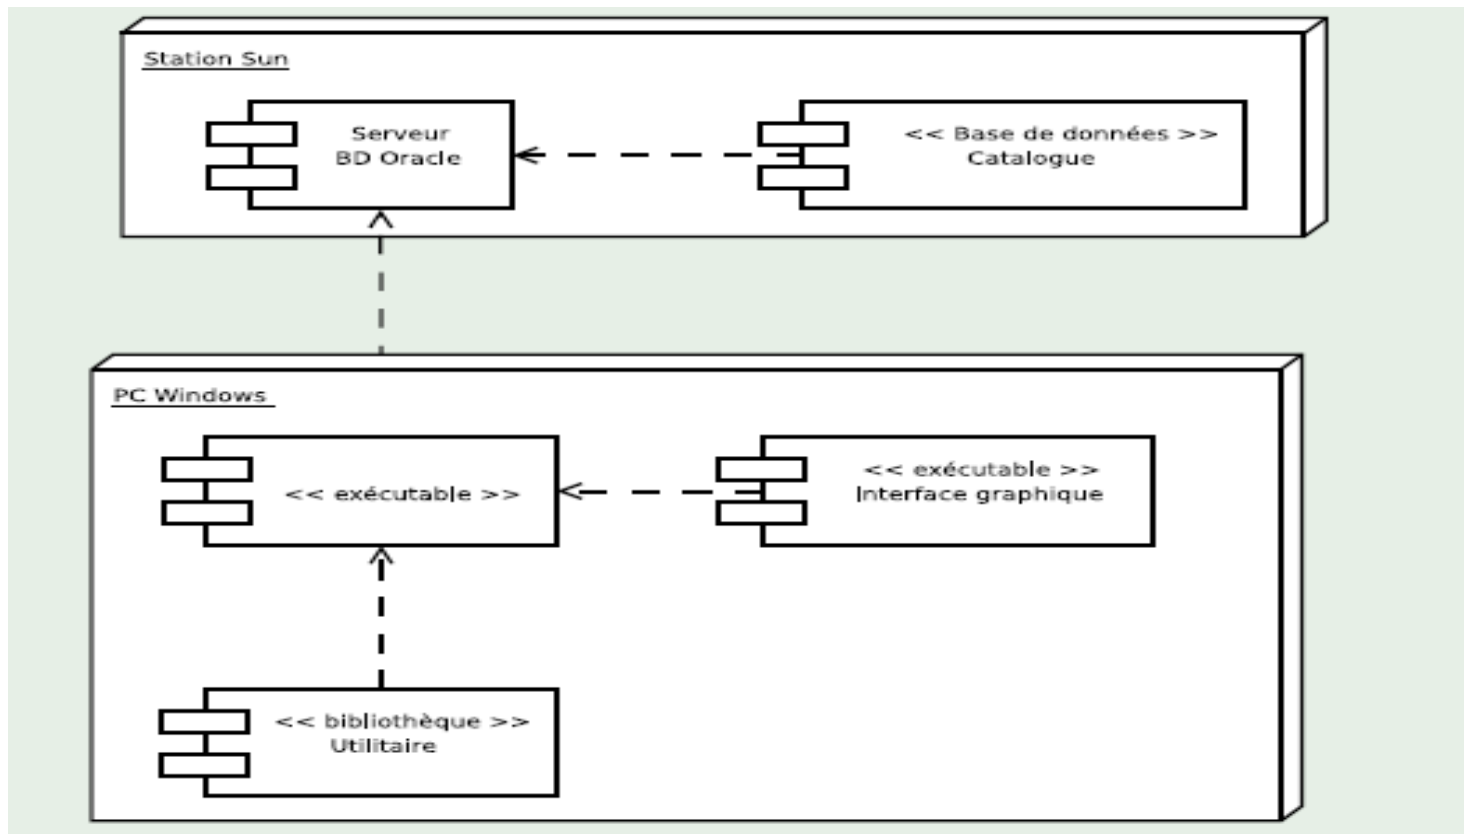 Station Sun
Serveur
BD Oracle
<< Base de données >>
Catalogue
PC Windows
<< exécutable >>
<< exécutable >>
Interface graphique
<< bibliothèque >>
Utilitaire